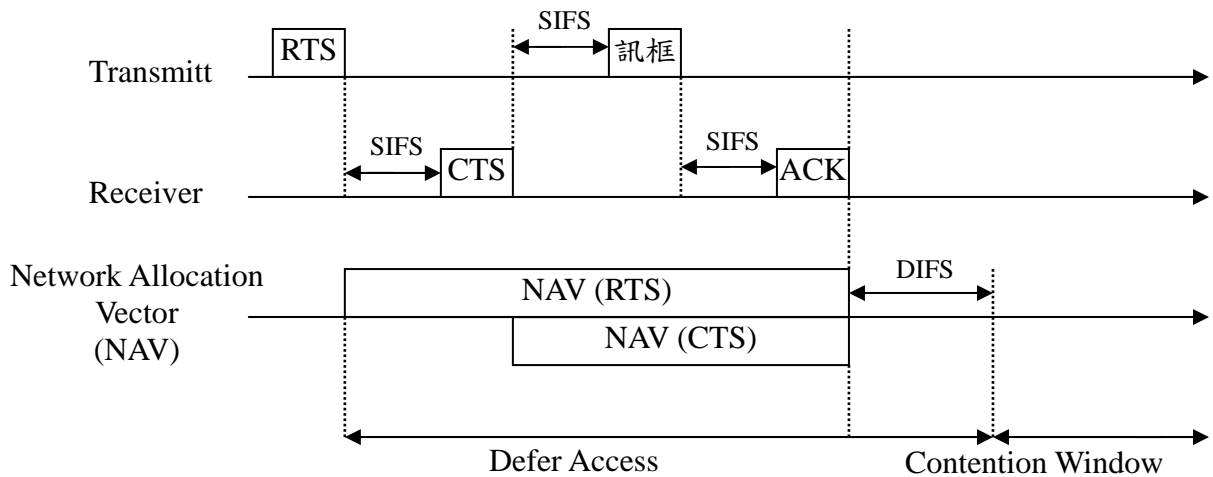 SIFS
RTS
訊框
Transmitt
SIFS
SIFS
CTS
ACK
Receiver
Network Allocation
Vector
(NAV)
NAV (RTS)
DIFS
NAV (CTS)
Defer Access
Contention Window